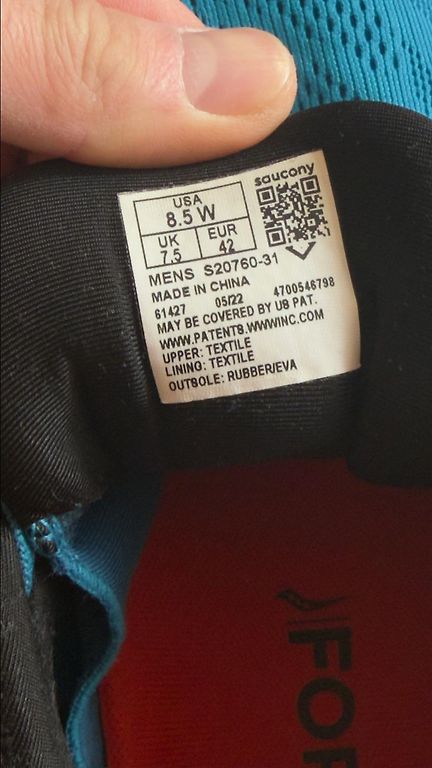 saucony
USA
8.5 W
UK
7.5
EUR
42
MENS S20760-31
MADE IN CHINA
61427 05/22 4700546798
MAY BE COVERED BY US PAT.
WWW.PATENTS.WWWINC.COM
UPPER: TEXTILE
LINING: TEXTILE
OUTSOLE: RUBBER/EVA
FOR